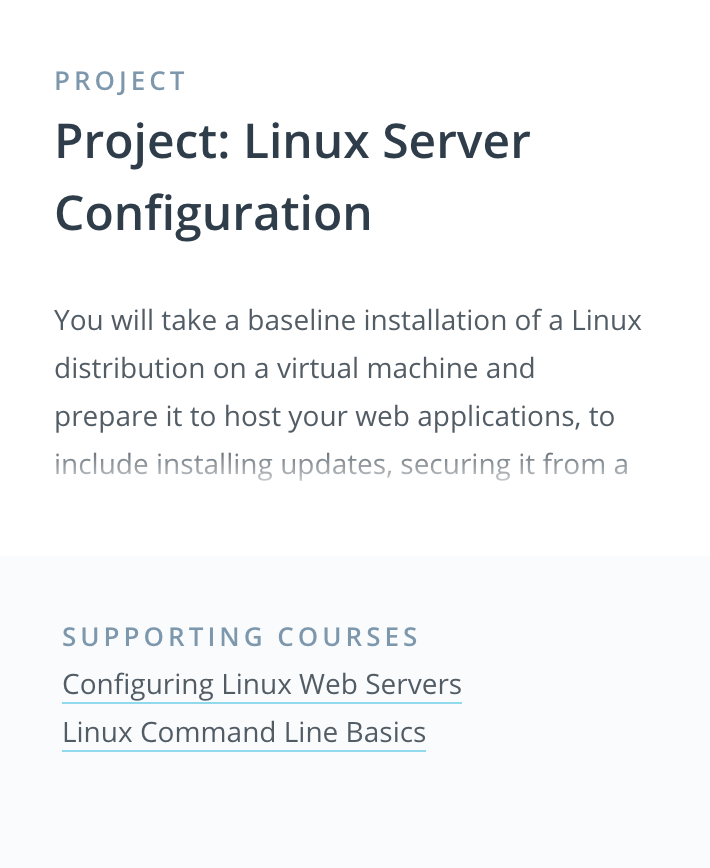 PROJECT
Project: Linux Server
Configuration
You will take a baseline installation of a Linux
distribution on a virtual machine and
prepare it to host your web applications, to
include installing updates, securing it from a
SUPPORTING COURSES
Configuring Linux Web Servers
Linux Command Line Basics